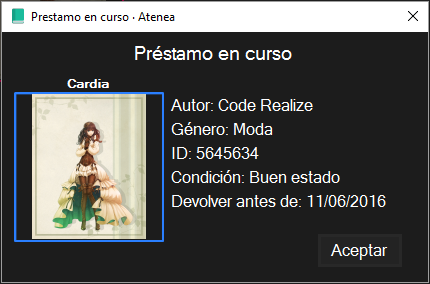 Prestamo en curso · Atenea
Préstamo en curso
Cardia
Autor: Code Realize
Género: Moda
ID: 5645634
Condición: Buen estado
Devolver antes de: 11/06/2016
Aceptar